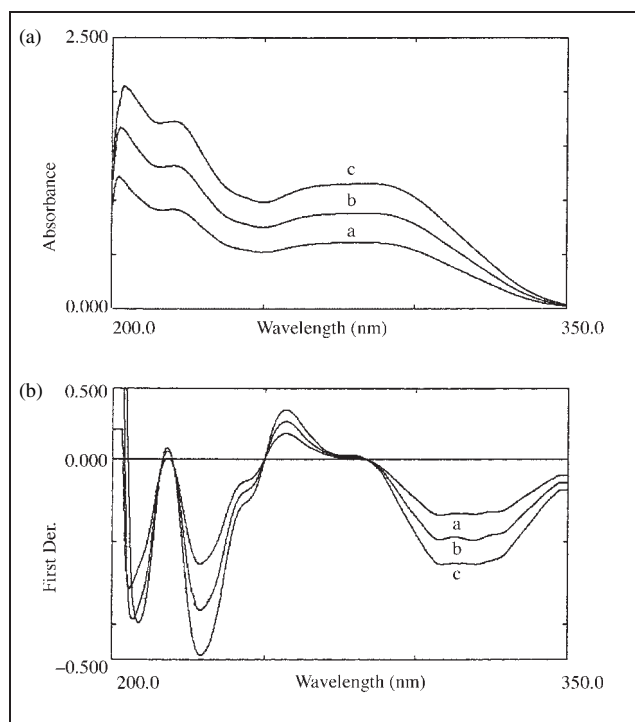 (a)
2.500
Absorbance
c
b
a
0.000
200.0
Wavelength (nm)
350.0
(b)
0.500
0.000
First Der.
a
b
c
−0.500
200.0
Wavelength (nm)
350.0